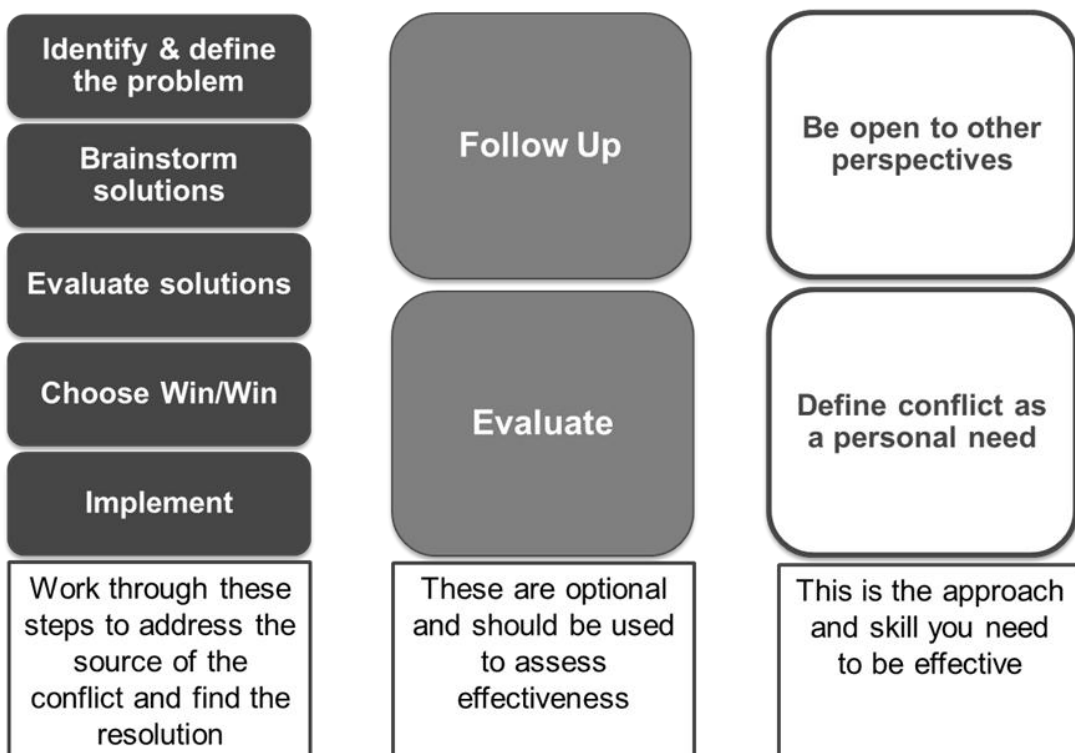 Identify & define
the problem
Brainstorm
solutions
Evaluate solutions
Choose Win/Win
Implement
Work through these
steps to address the
source of the
conflict and find the
resolution
Follow Up
Evaluate
These are optional
and should be used
to assess
effectiveness
Be open to other
perspectives
Define conflict as
a personal need
This is the approach
and skill you need
to be effective